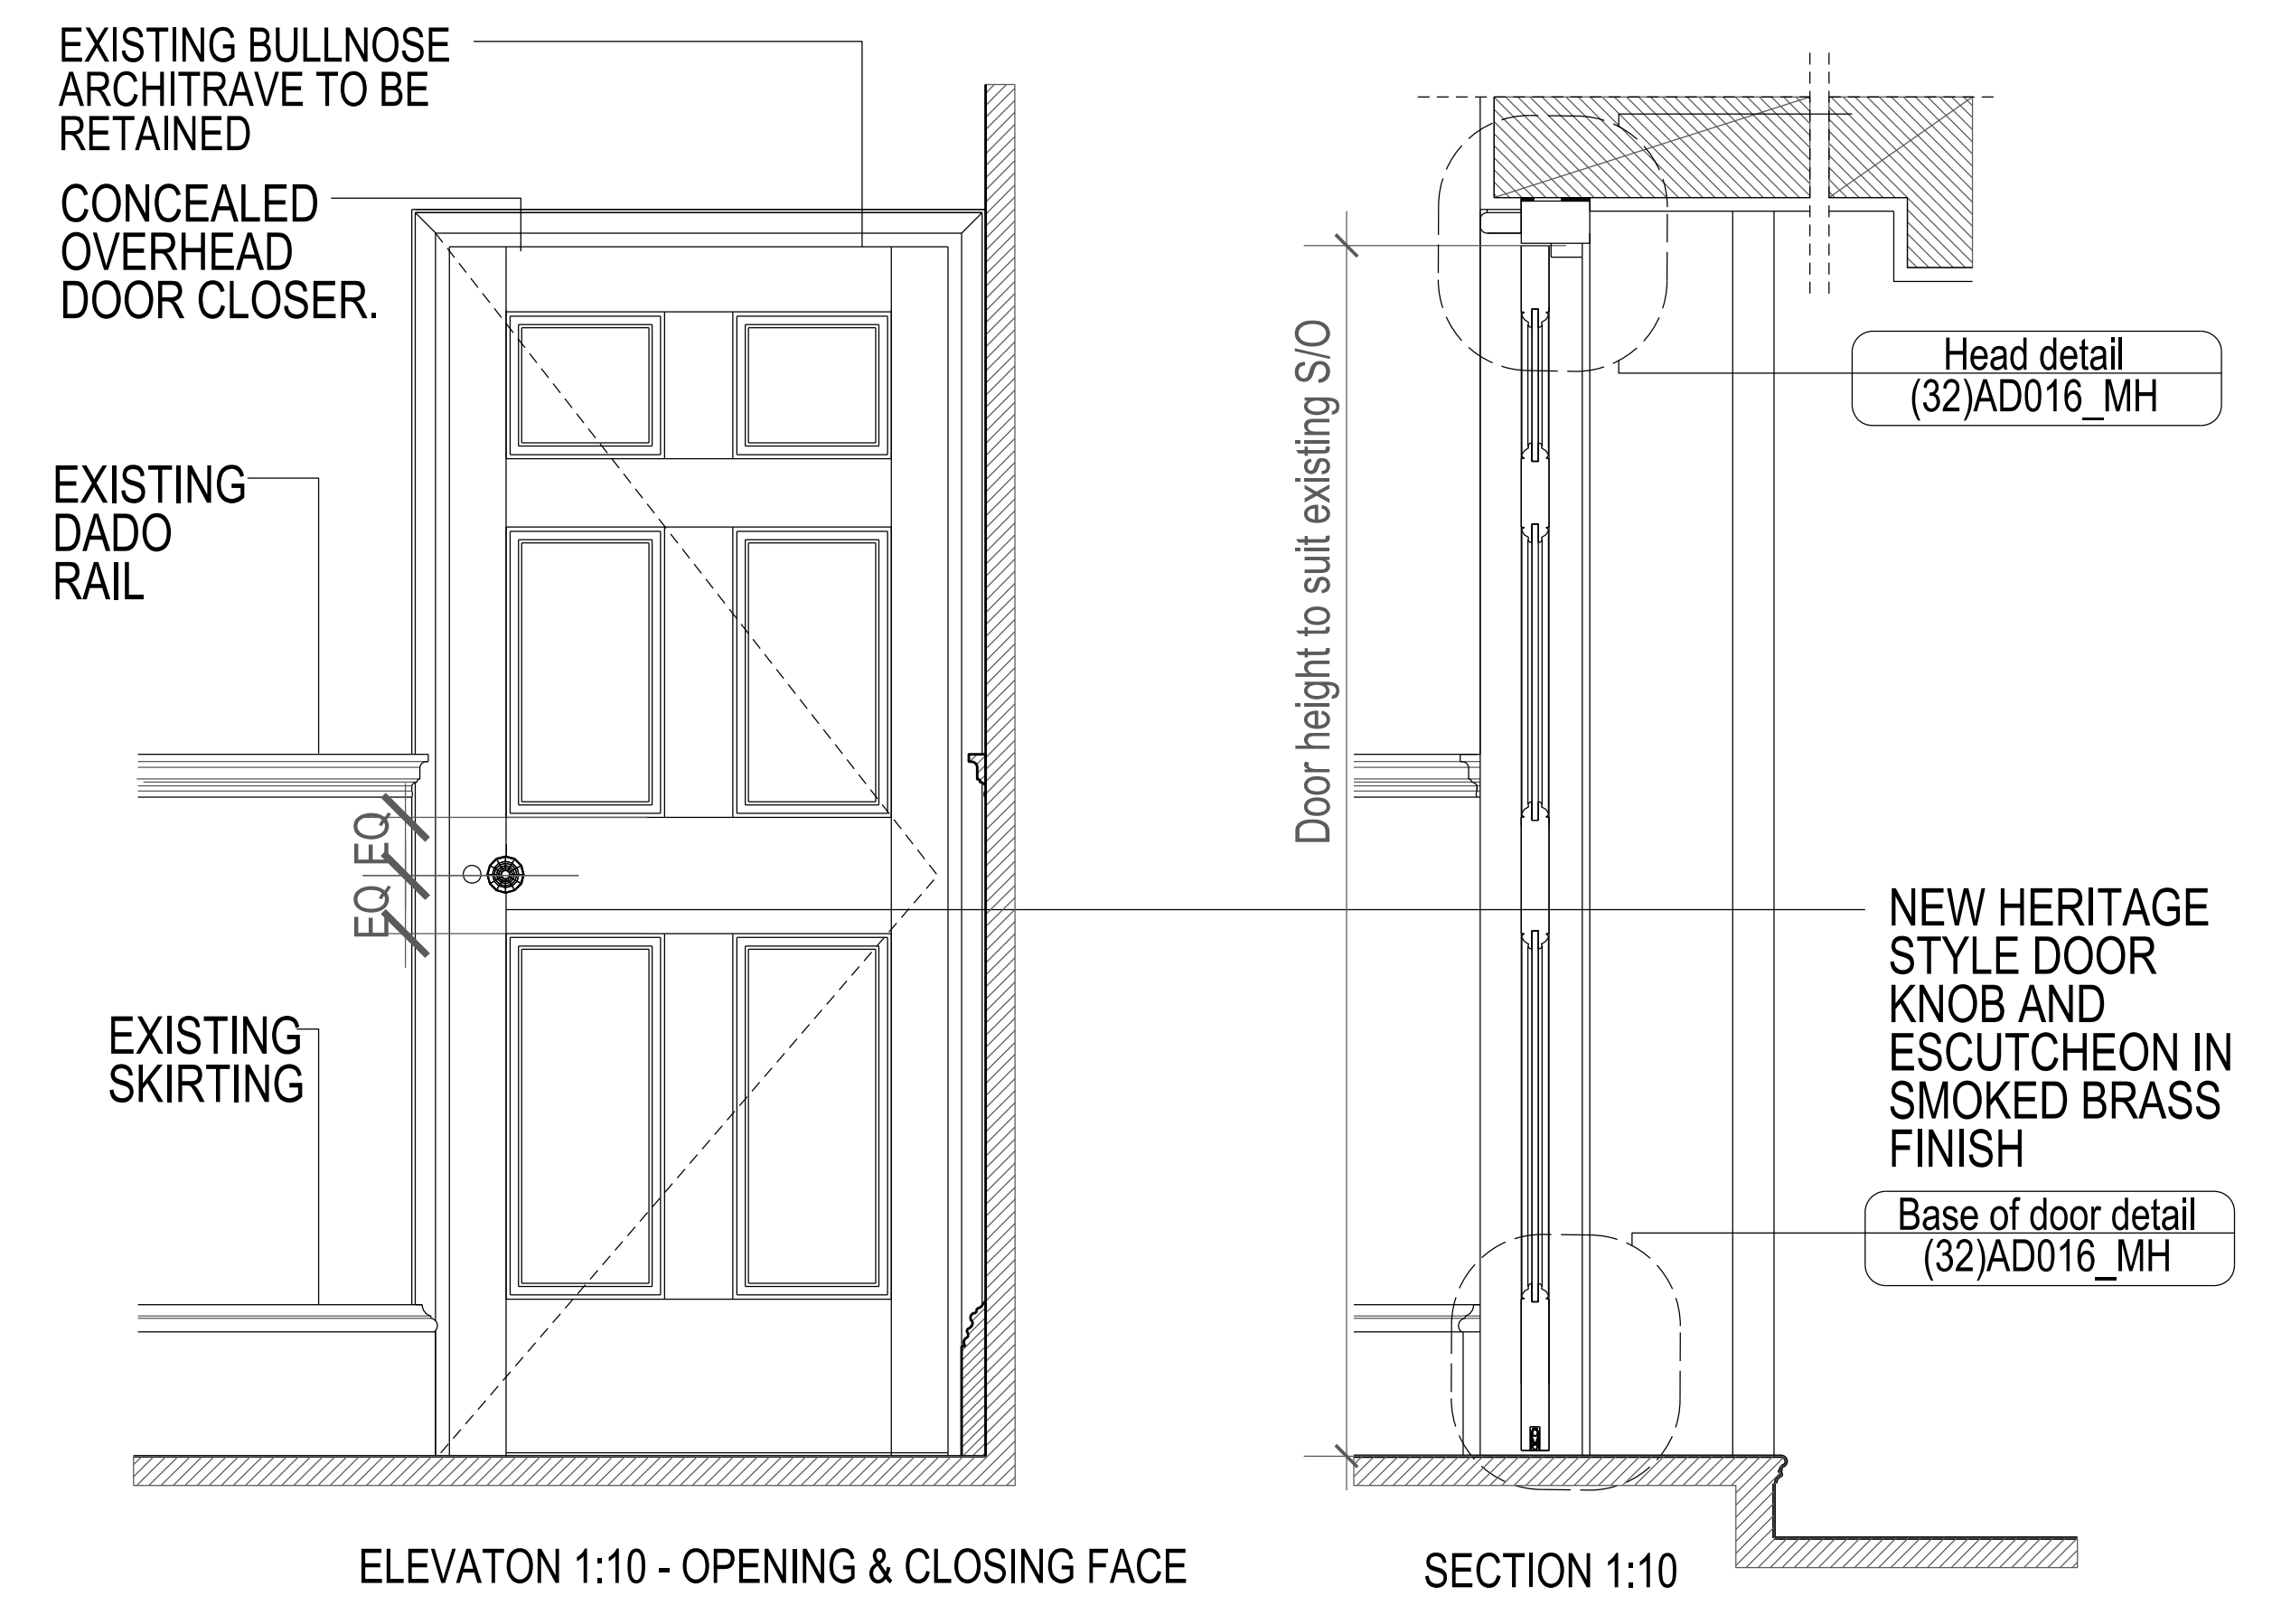 EXISTING BULLNOSE
ARCHITRAVE TO BE
RETAINED
CONCEALED
OVERHEAD
DOOR CLOSER.
EXISTING
DADO
RAIL
EQ
EQ
EXISTING
SKIRTING
ELEVATON 1:10 - OPENING & CLOSING FACE
Door height to suit existing S/O
Head detail
(32)AD016_MH
NEW HERITAGE
STYLE DOOR
KNOB AND
ESCUTCHEON IN
SMOKED BRASS
FINISH
Base of door detail
(32)AD016_MH
SECTION 1:10